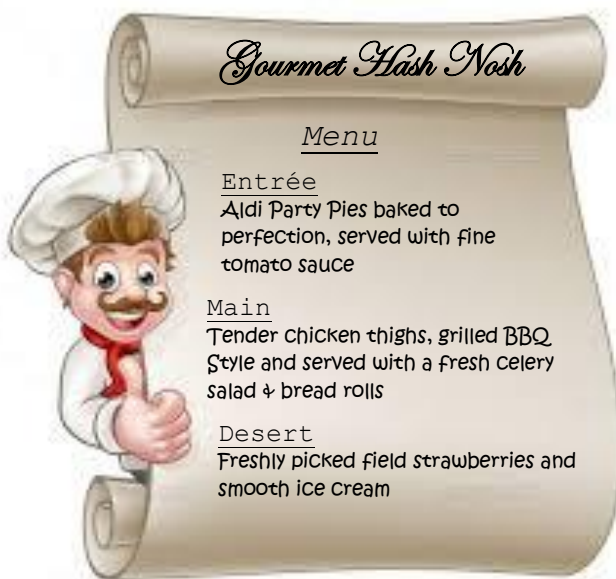 Gourmet Hash Nosh
Menu
Entrée
Aldi Party Pies baked to
perfection, served with fine
tomato sauce
Main
Tender chicken thighs, grilled BBQ
Style and served with a fresh celery
salad & bread rolls
Desert
Freshly picked field strawberries and
smooth ice cream